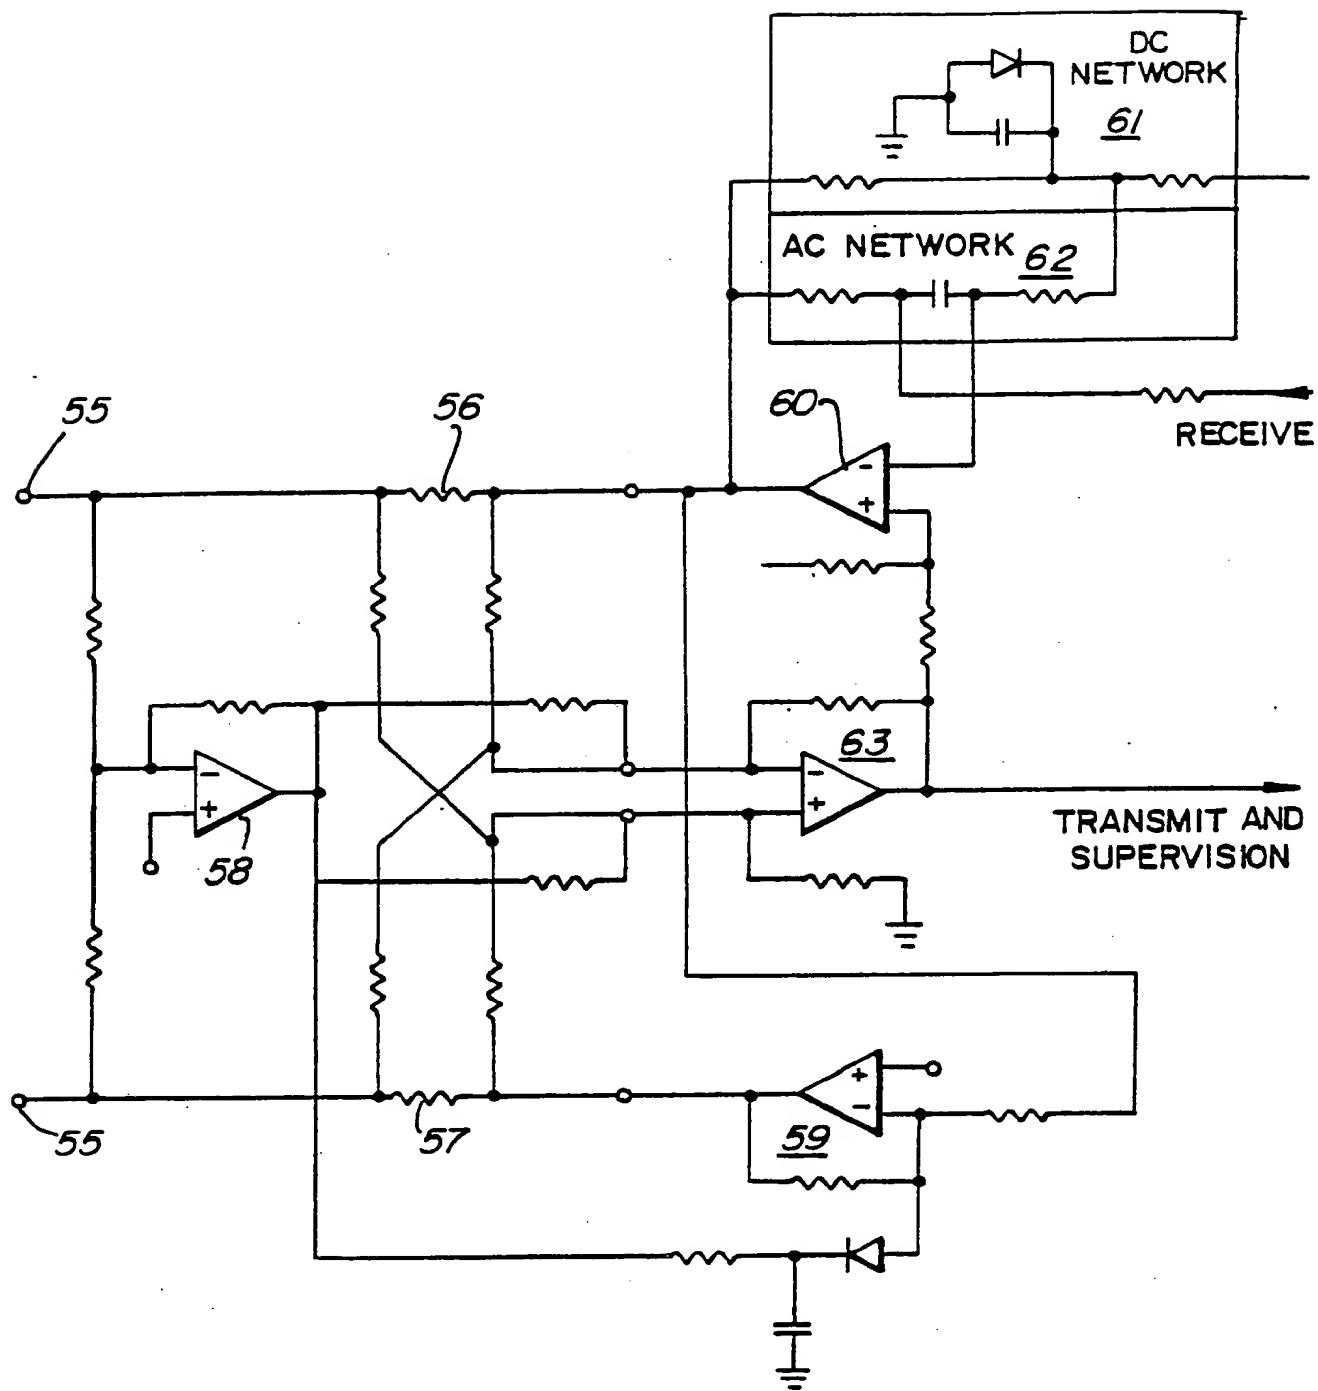 DC
NETWORK
61
AC NETWORK 62
RECEIVE
55
56
60
-
+
63
-
+
58
-
+
TRANSMIT AND
SUPERVISION
55
57
59
+
-